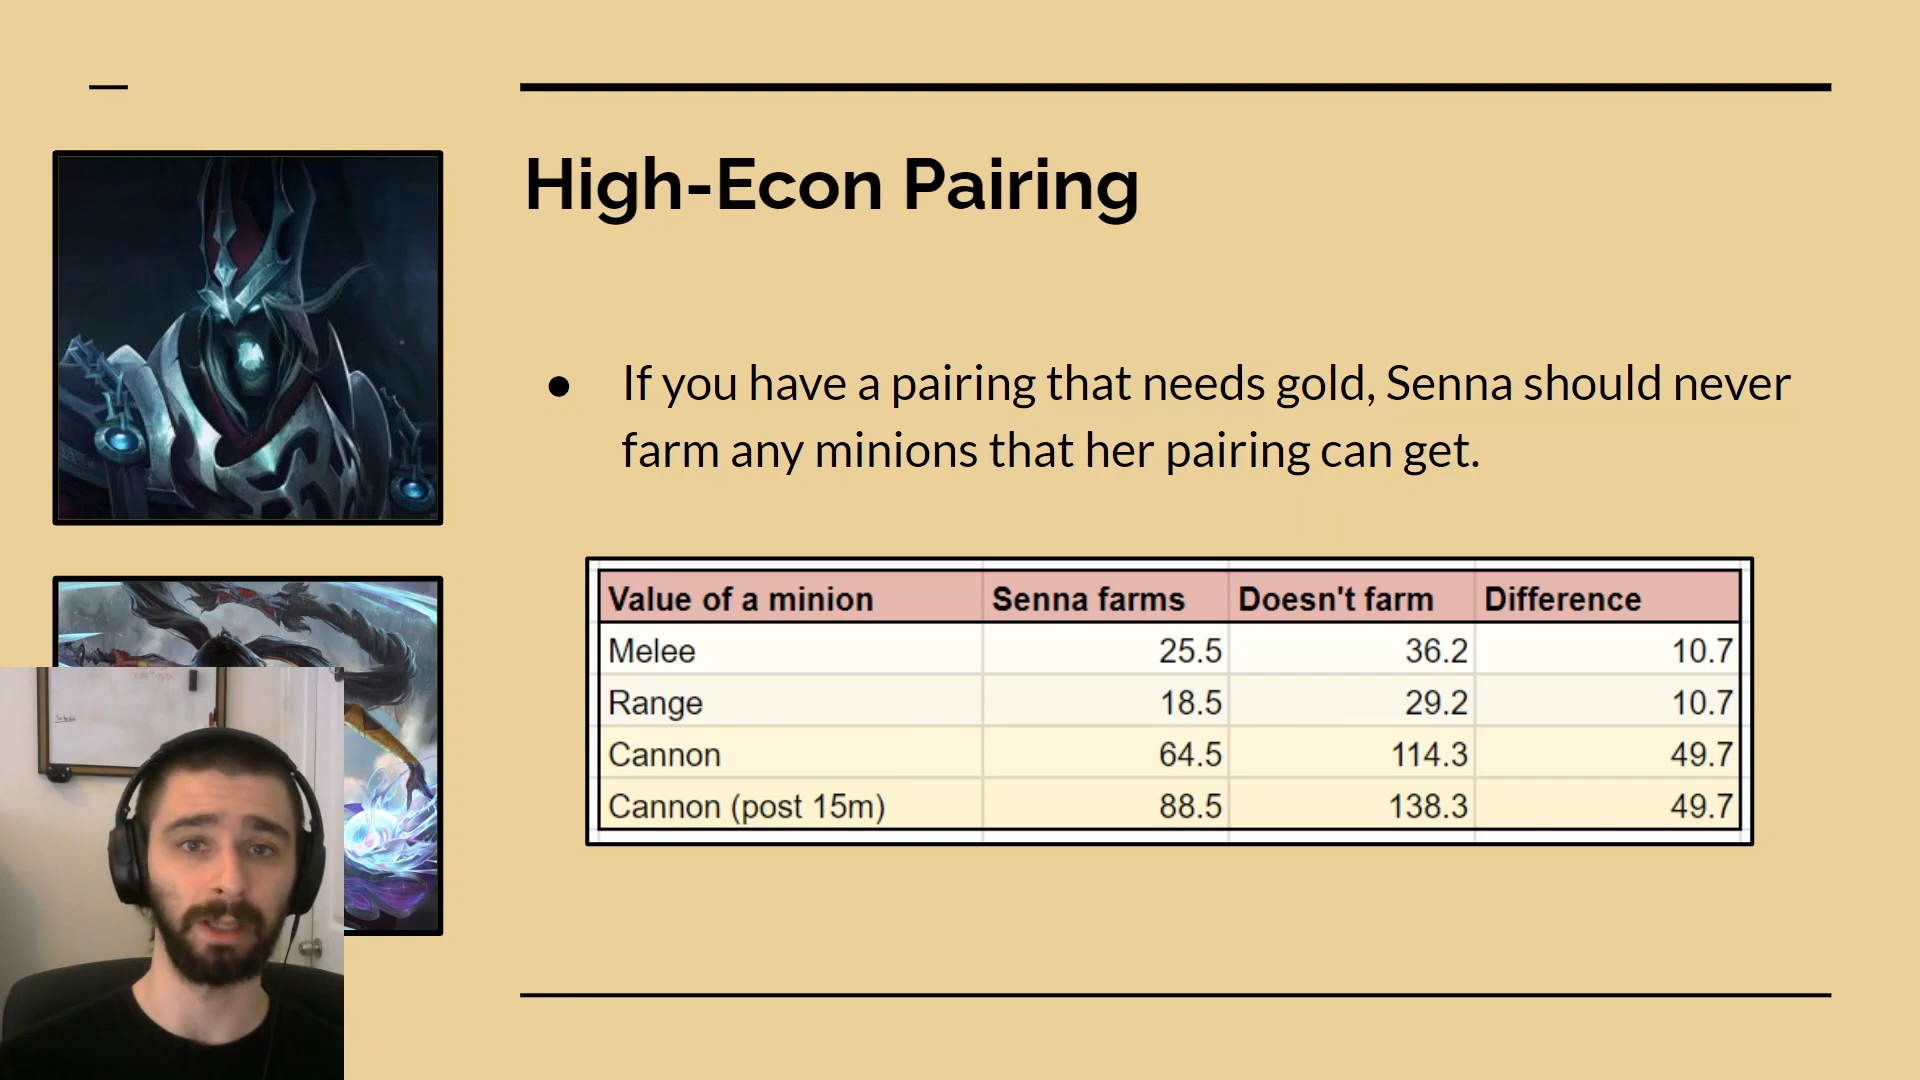 High-Econ Pairing
● If you have a pairing that needs gold, Senna should never
farm any minions that her pairing can get.
Value of a minion Senna farms Doesn't farm Difference
Melee 25.5 36.2 10.7
Range 18.5 29.2 10.7
Cannon 64.5 114.3 49.7
Cannon (post 15m) 88.5 138.3 49.7